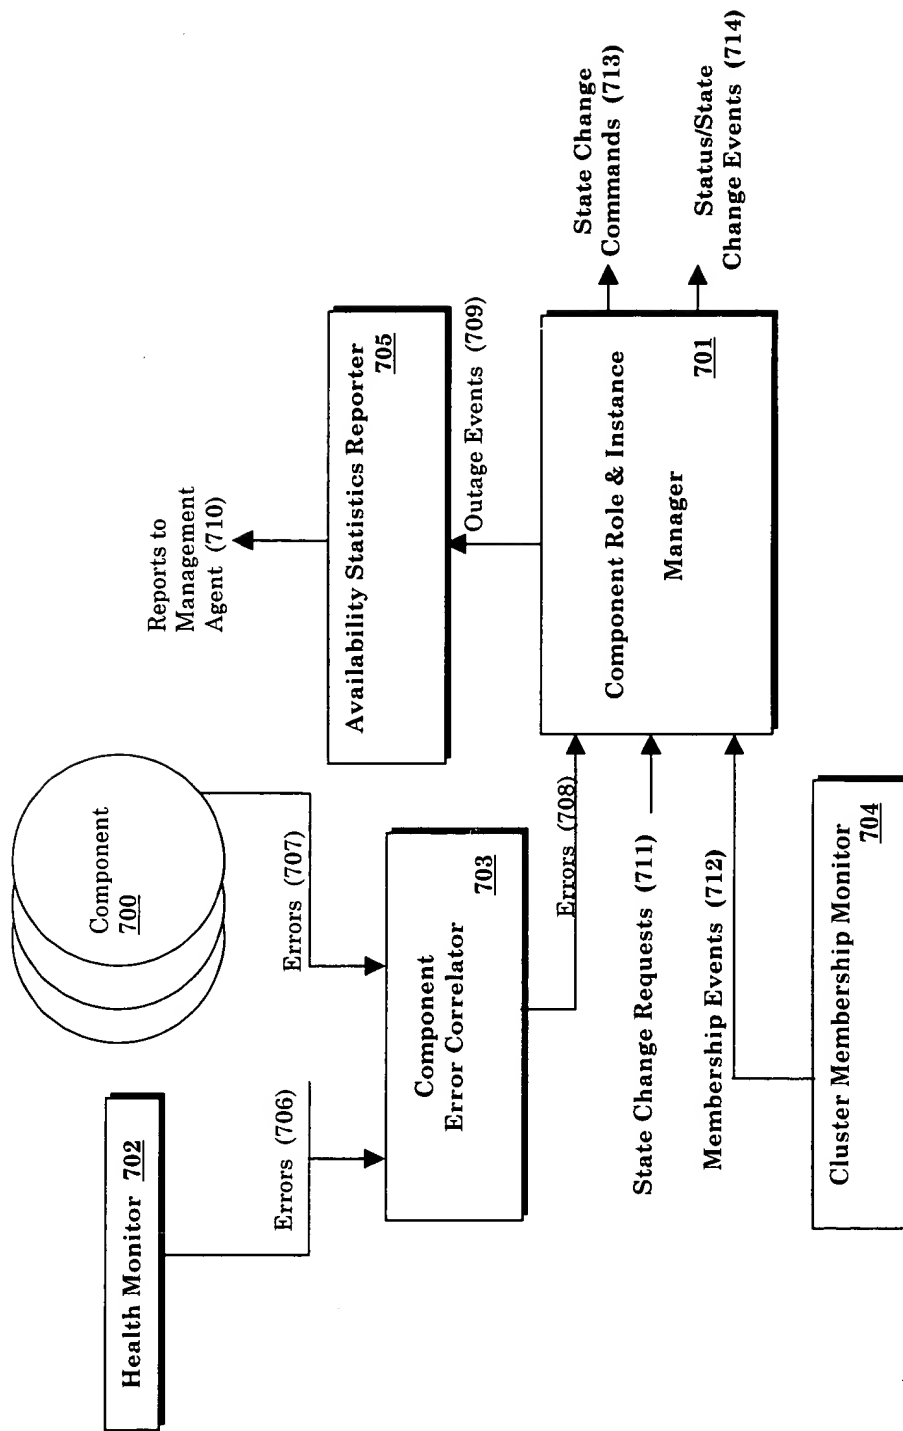 Health Monitor 702
Component
700
Errors (706)
Errors (707)
Component
Error Correlator
703
Reports to
Management
Agent (710)
Availability Statistics Reporter
705
Outage Events (709)
Errors (708)
State Change Requests (711)
Membership Events (712)
Cluster Membership Monitor
704
Component Role & Instance
Manager
701
State Change
Commands (713)
Status/State
Change Events (714)